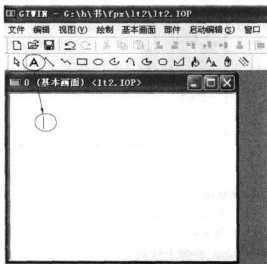 GTWIN - G:\h\书\fpx\lt2\lt2.IOP
文件 编辑 视图(V) 绘制 基本画面 部件 启动编辑(S) 窗口
A A
0 (基本画面) <lt2.IOP>